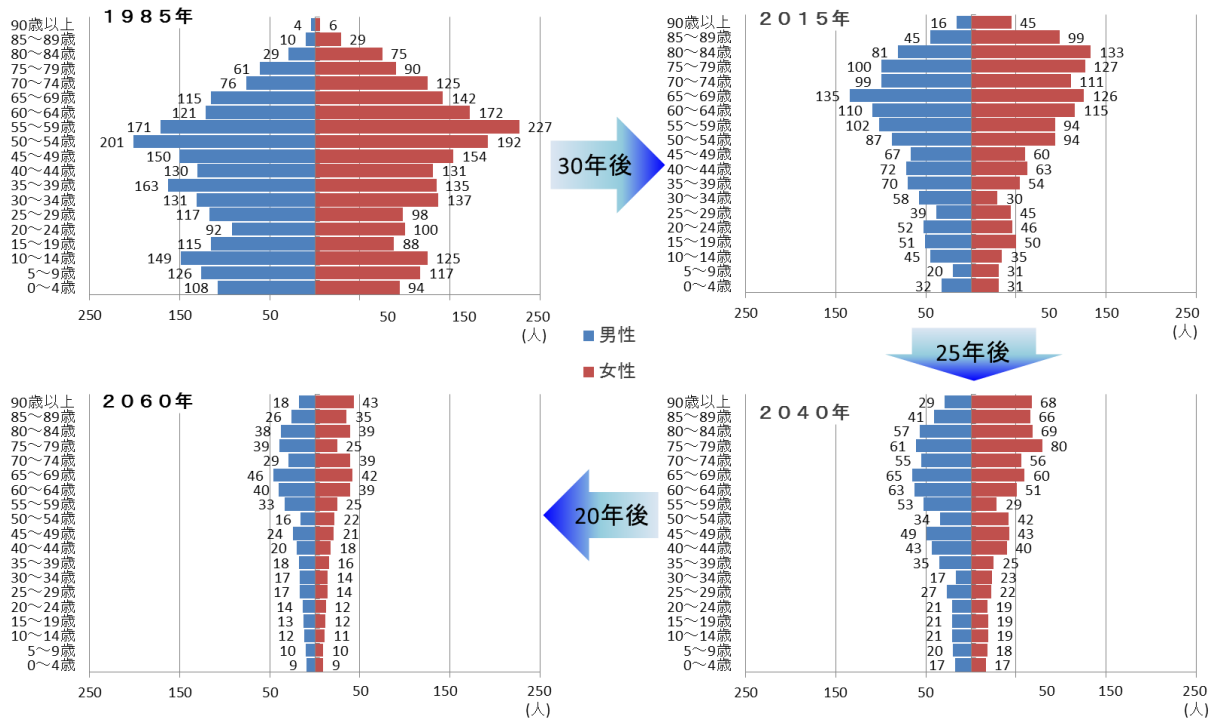 1985年
90歳以上 4 6
85～89歳 10 29
80～84歳 29 75
75～79歳 61 90
70～74歳 76 125
65～69歳 115 142
60～64歳 121 172
55～59歳 171 227
50～54歳 201 192
45～49歳 150 154
40～44歳 130 131
35～39歳 163 135
30～34歳 131 137
25～29歳 117 98
20～24歳 92 100
15～19歳 115 88
10～14歳 149 125
5～9歳 126 117
0～4歳 108 94
250 150 50 50 150 250
(人)
30年後
2015年
90歳以上 16 45
85～89歳 45 99
80～84歳 81 133
75～79歳 100 127
70～74歳 99 111
65～69歳 135 126
60～64歳 110 115
55～59歳 102 94
50～54歳 87 94
45～49歳 67 60
40～44歳 72 63
35～39歳 70 54
30～34歳 58 30
25～29歳 39 45
20～24歳 52 46
15～19歳 51 50
10～14歳 45 35
5～9歳 20 31
0～4歳 32 31
250 150 50 50 150 250
(人)
男性
女性
25年後
2060年
90歳以上 18 43
85～89歳 26 35
80～84歳 38 39
75～79歳 39 25
70～74歳 29 39
65～69歳 46 42
60～64歳 40 39
55～59歳 33 25
50～54歳 16 22
45～49歳 24 21
40～44歳 20 18
35～39歳 18 16
30～34歳 17 14
25～29歳 17 14
20～24歳 14 12
15～19歳 13 12
10～14歳 12 11
5～9歳 10 10
0～4歳 9 9
250 150 50 50 150 250
(人)
20年後
2040年
90歳以上 29 68
85～89歳 41 66
80～84歳 57 69
75～79歳 61 80
70～74歳 55 56
65～69歳 65 60
60～64歳 63 51
55～59歳 53 29
50～54歳 34 42
45～49歳 49 43
40～44歳 43 40
35～39歳 35 25
30～34歳 17 23
25～29歳 27 22
20～24歳 21 19
15～19歳 21 19
10～14歳 21 19
5～9歳 20 18
0～4歳 17 17
250 150 50 50 150 250
(人)